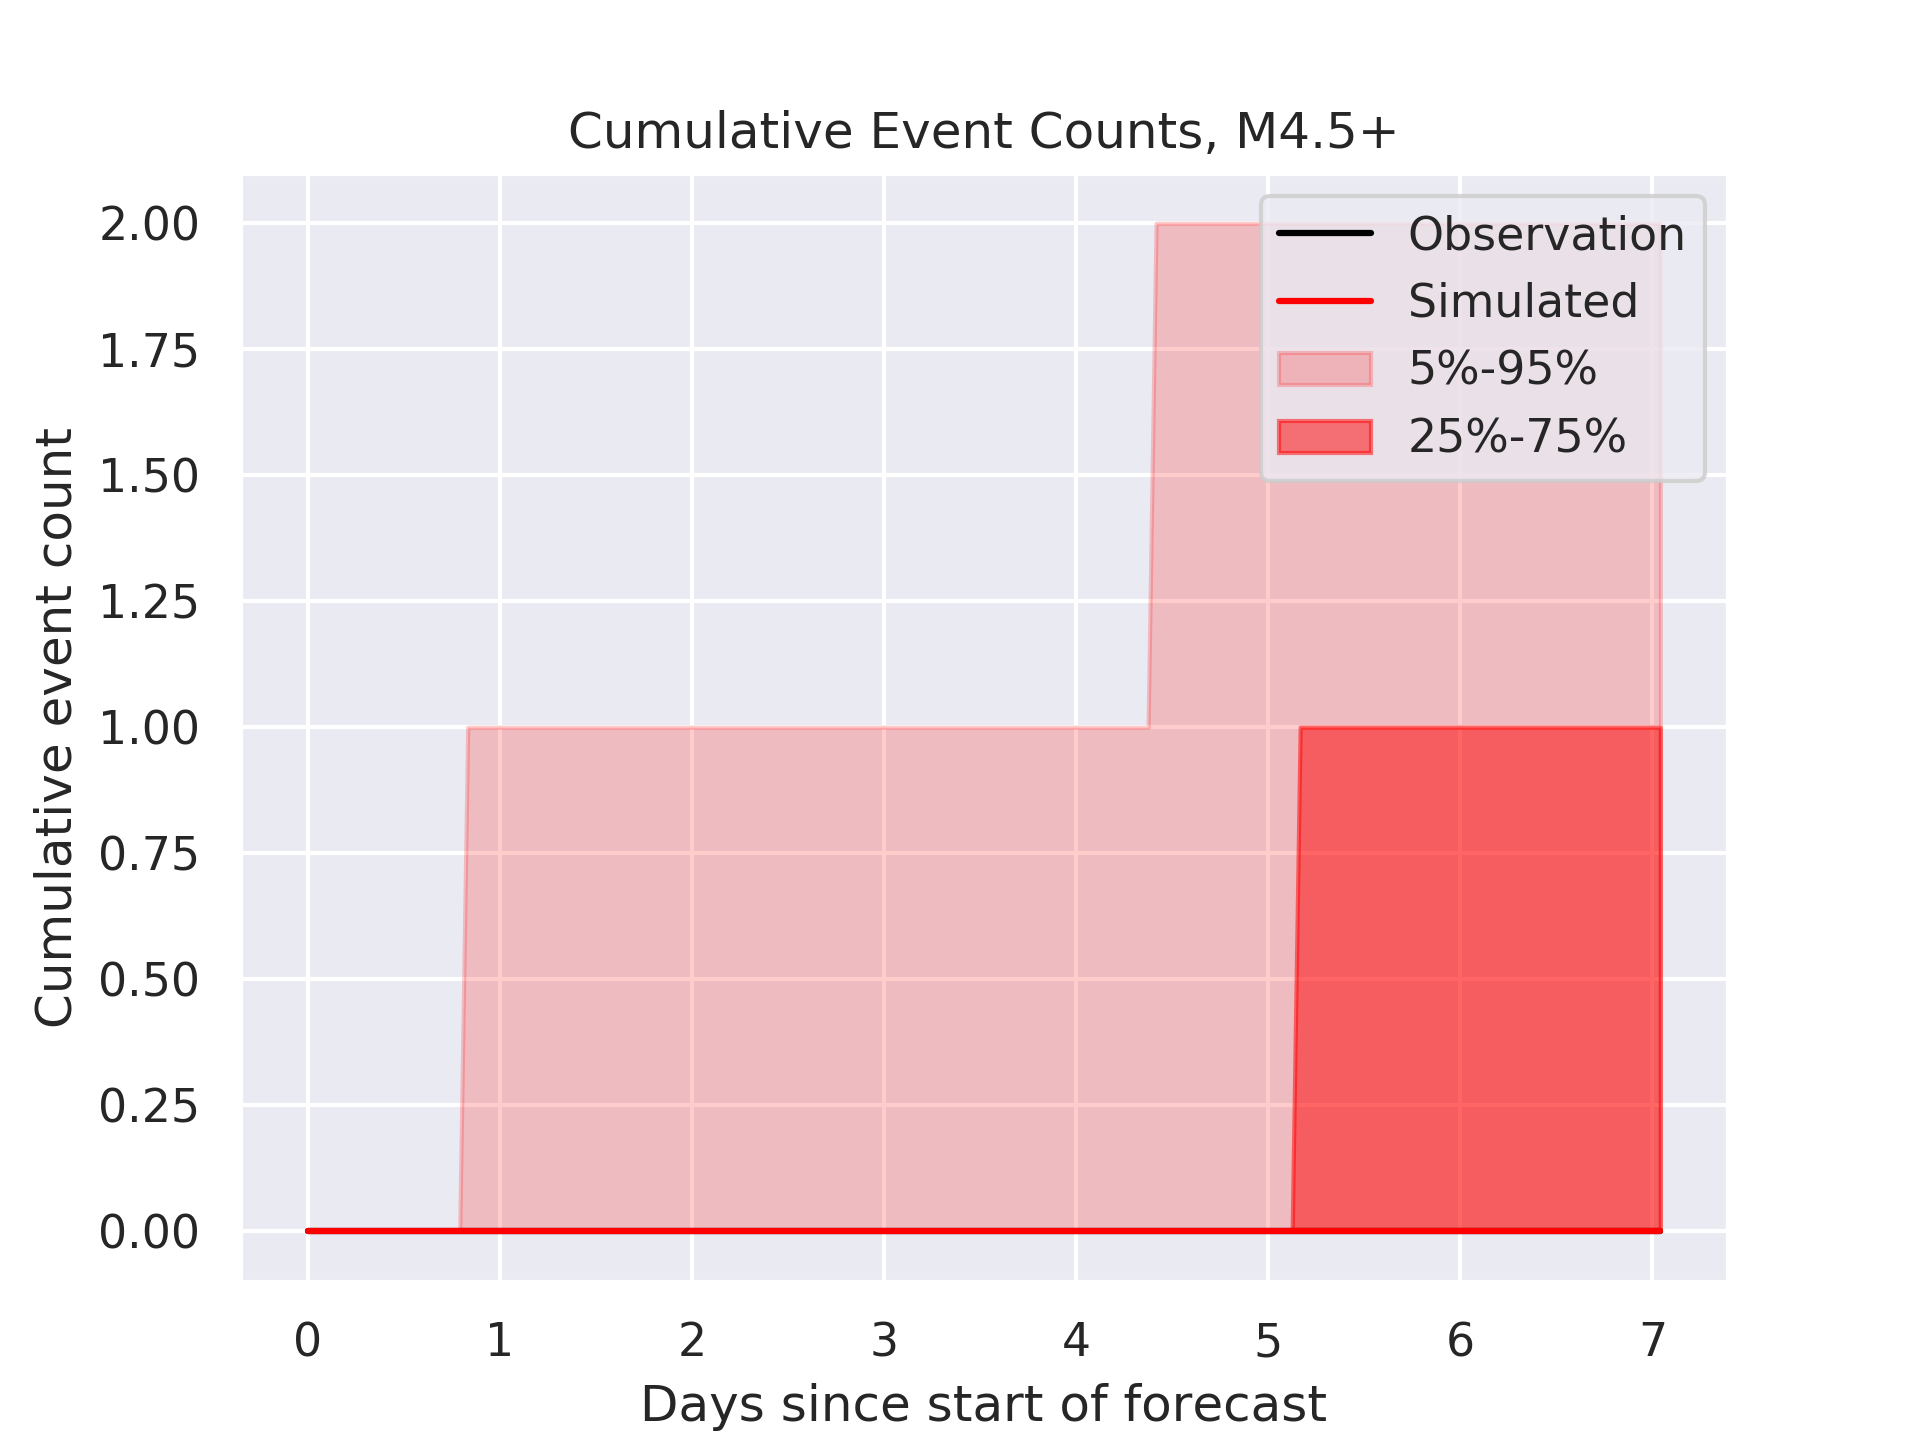 Cumulative Event Counts, M4.5+
Observation
Simulated
5%-95%
25%-75%
Cumulative event count
2.00
1.75
1.50
1.25
1.00
0.75
0.50
0.25
0.00
0 1 2 3 4 5 6 7
Days since start of forecast